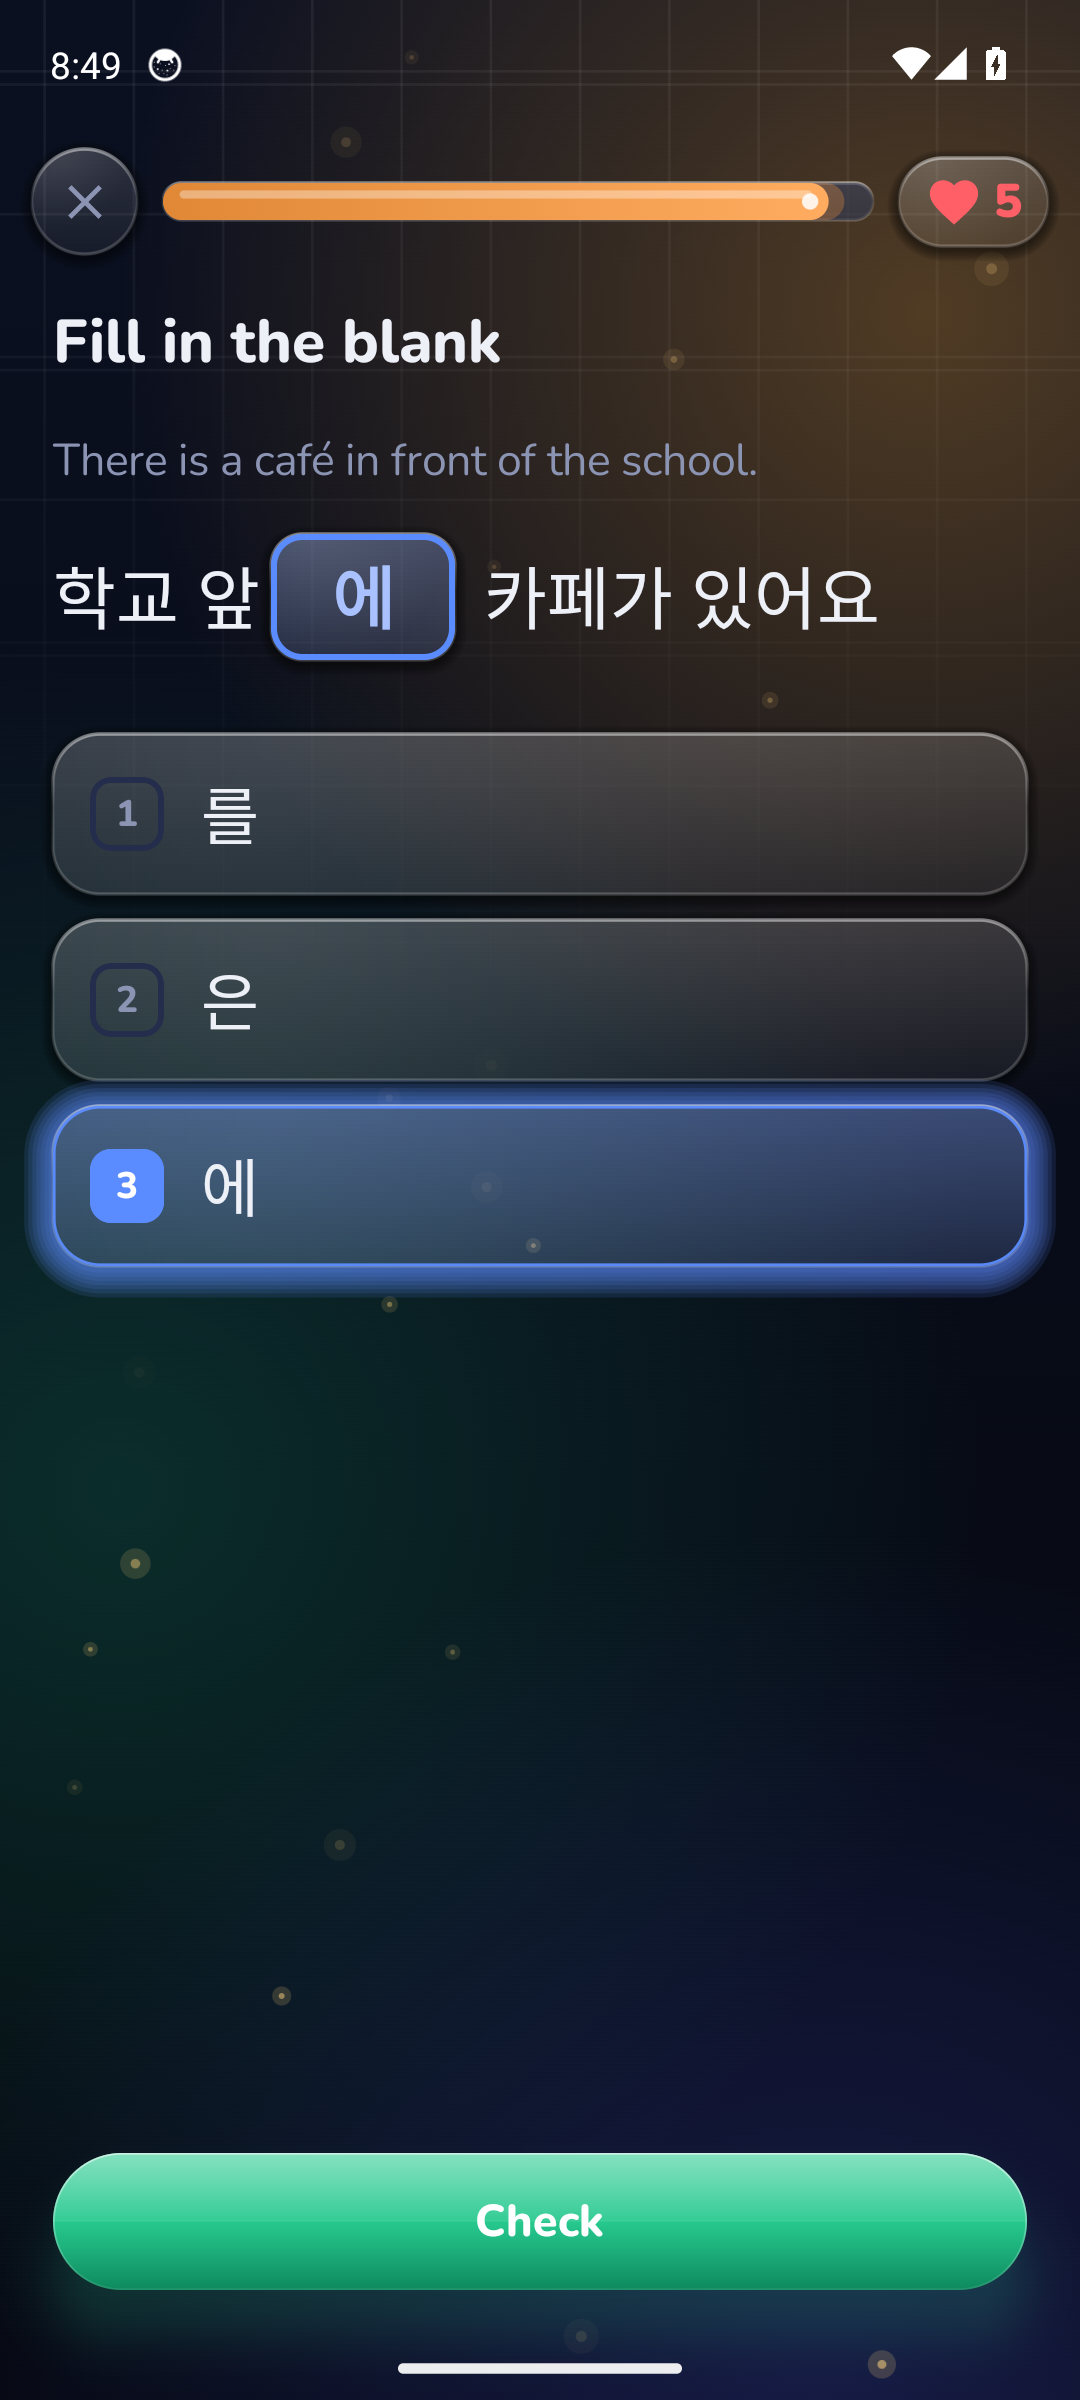 8:49
5
Fill in the blank
There is a café in front of the school.
학교 앞 에 카페가 있어요
1 를
2 은
3 에
Check